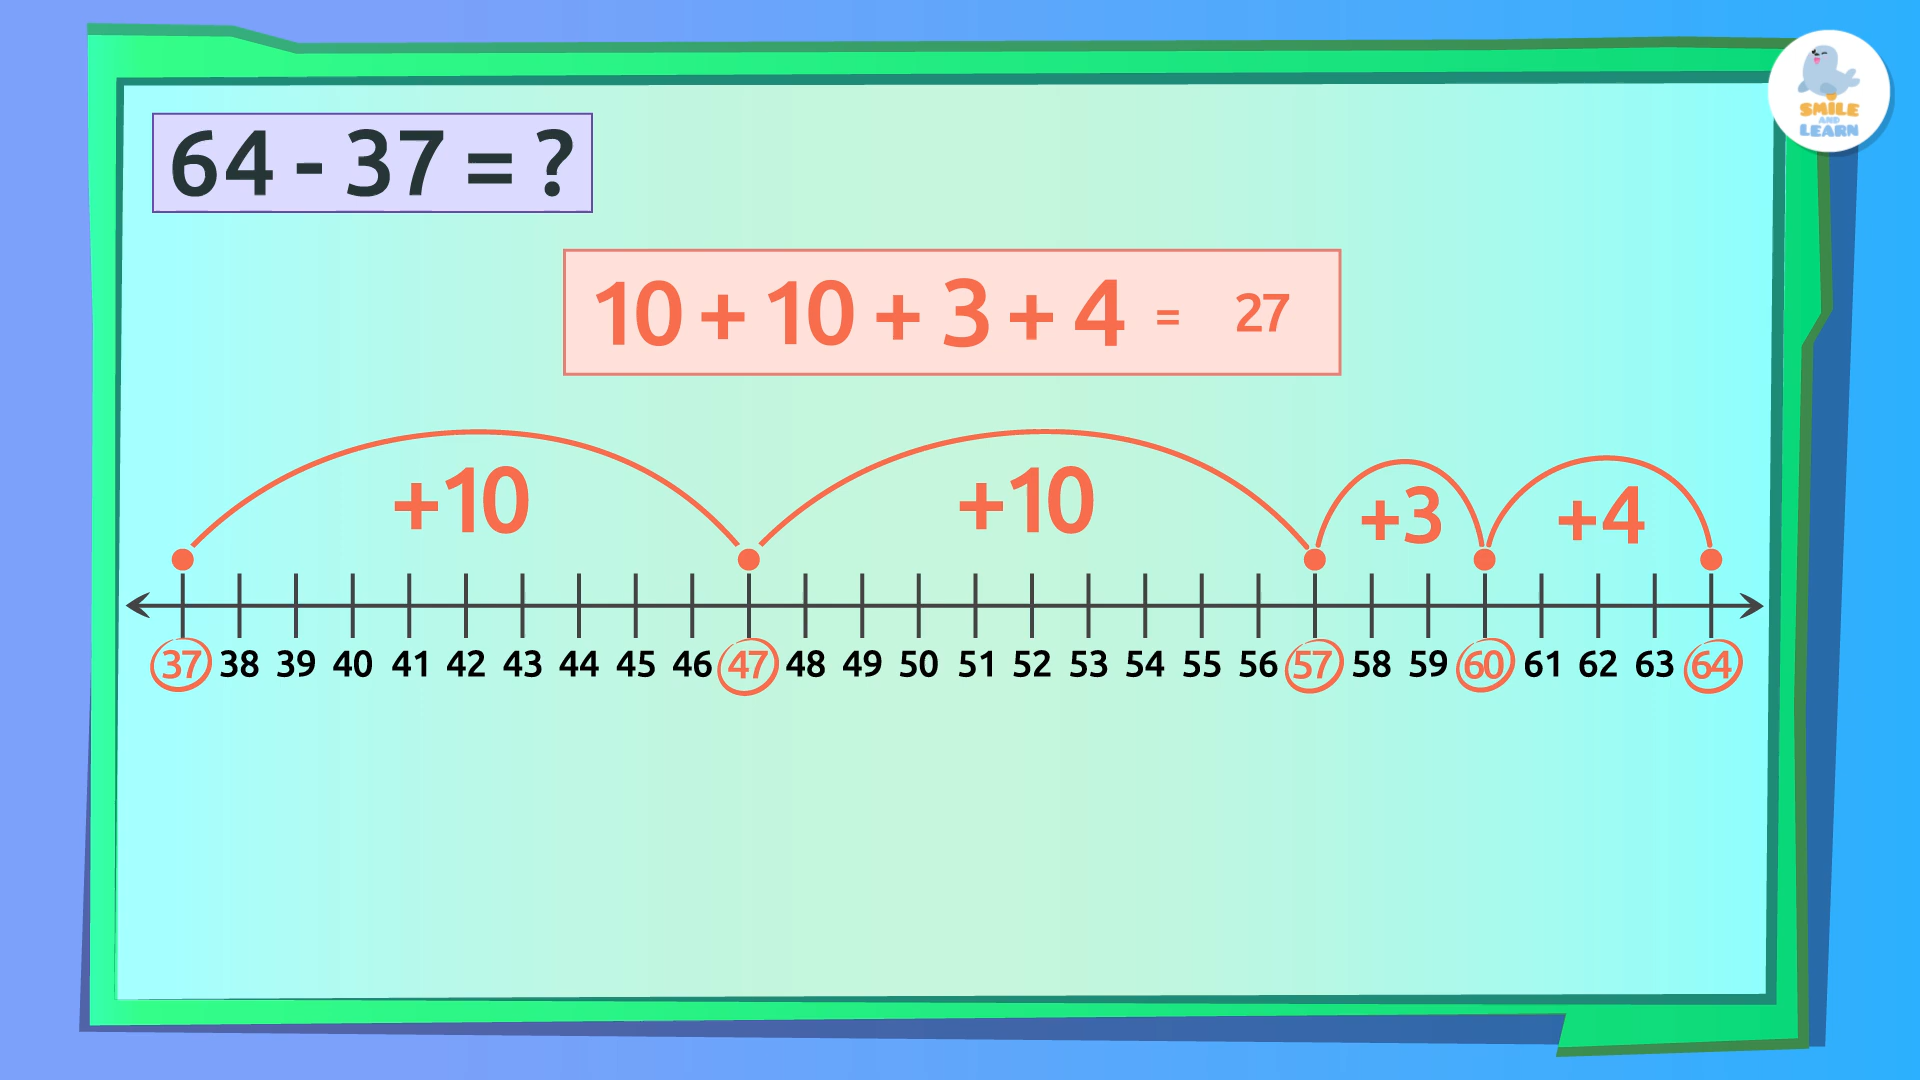 64 - 37 = ?
SMILE
AND
LEARN
10 + 10 + 3 + 4 = 27
+10 +10 +3 +4
37 38 39 40 41 42 43 44 45 46 47 48 49 50 51 52 53 54 55 56 57 58 59 60 61 62 63 64